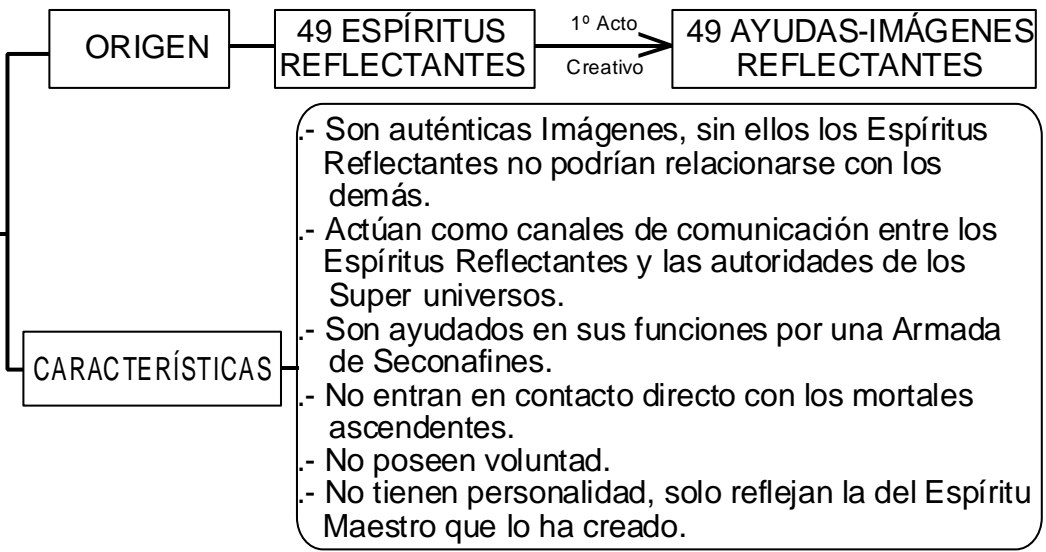 ORIGEN
49 ESPÍRITUS
REFLECTANTES
1º Acto
Creativo
49 AYUDAS-IMÁGENES
REFLECTANTES
CARACTERÍSTICAS
.- Son auténticas Imágenes, sin ellos los Espíritus
Reflectantes no podrían relacionarse con los
demás.
.- Actúan como canales de comunicación entre los
Espíritus Reflectantes y las autoridades de los
Super universos.
.- Son ayudados en sus funciones por una Armada
de Seconafines.
.- No entran en contacto directo con los mortales
ascendentes.
.- No poseen voluntad.
.- No tienen personalidad, solo reflejan la del Espíritu
Maestro que lo ha creado.